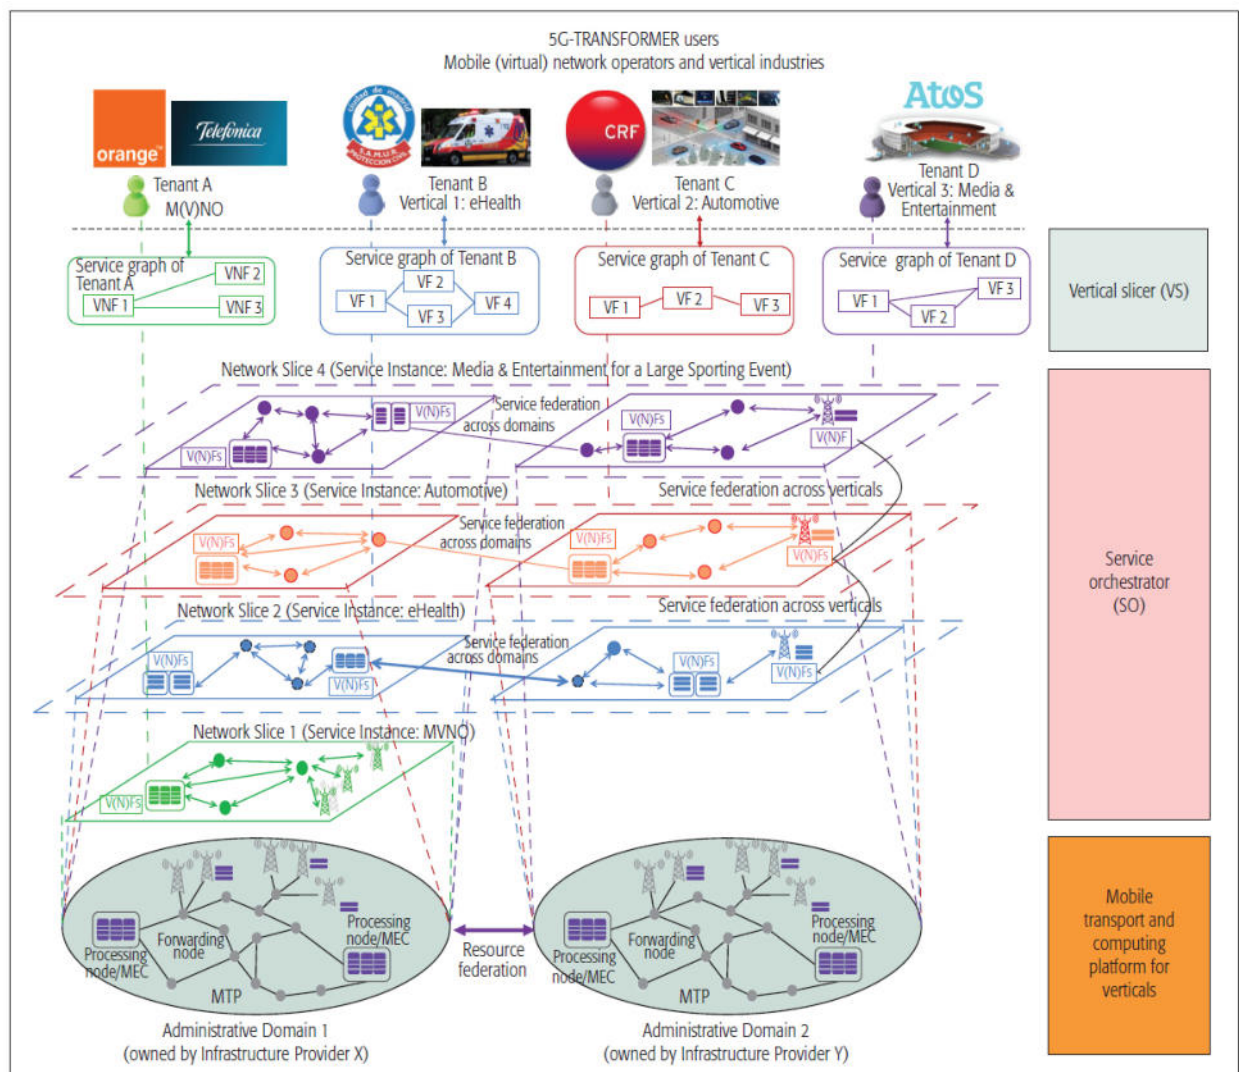 5G-TRANSFORMER users
Mobile (virtual) network operators and vertical industries
orange™
Telefónica
S.A.M.U.R.
PROTECCION CIVIL
CRF
Atos
Tenant A
M(V)NO
Tenant B
Vertical 1: eHealth
Tenant C
Vertical 2: Automotive
Tenant D
Vertical 3: Media &
Entertainment
Service graph of
Tenant A
VNF 1
VNF 2
VNF 3
Service graph of Tenant B
VF 1
VF 2
VF 3
VF 4
Service graph of Tenant C
VF 1
VF 2
VF 3
Service graph of Tenant D
VF 1
VF 2
VF 3
Vertical slicer (VS)
Network Slice 4 (Service Instance: Media & Entertainment for a Large Sporting Event)
V(N)Fs
V(N)Fs
Service federation
across domains
V(N)Fs
V(N)F
Network Slice 3 (Service Instance: Automotive)
Service federation across verticals
V(N)Fs
Service federation
across domains
V(N)Fs
V(N)Fs
Network Slice 2 (Service Instance: eHealth)
Service federation across verticals
V(N)Fs
V(N)Fs
Service federation
across domains
V(N)Fs
V(N)Fs
Service
orchestrator
(SO)
Network Slice 1 (Service Instance: MVNO)
V(N)Fs
Processing
node/MEC
Forwarding
node
Processing
node/MEC
MTP
Resource
federation
Processing
node/MEC
Forwarding
node
Processing
node/MEC
MTP
Mobile
transport and
computing
platform for
verticals
Administrative Domain 1
(owned by Infrastructure Provider X)
Administrative Domain 2
(owned by Infrastructure Provider Y)